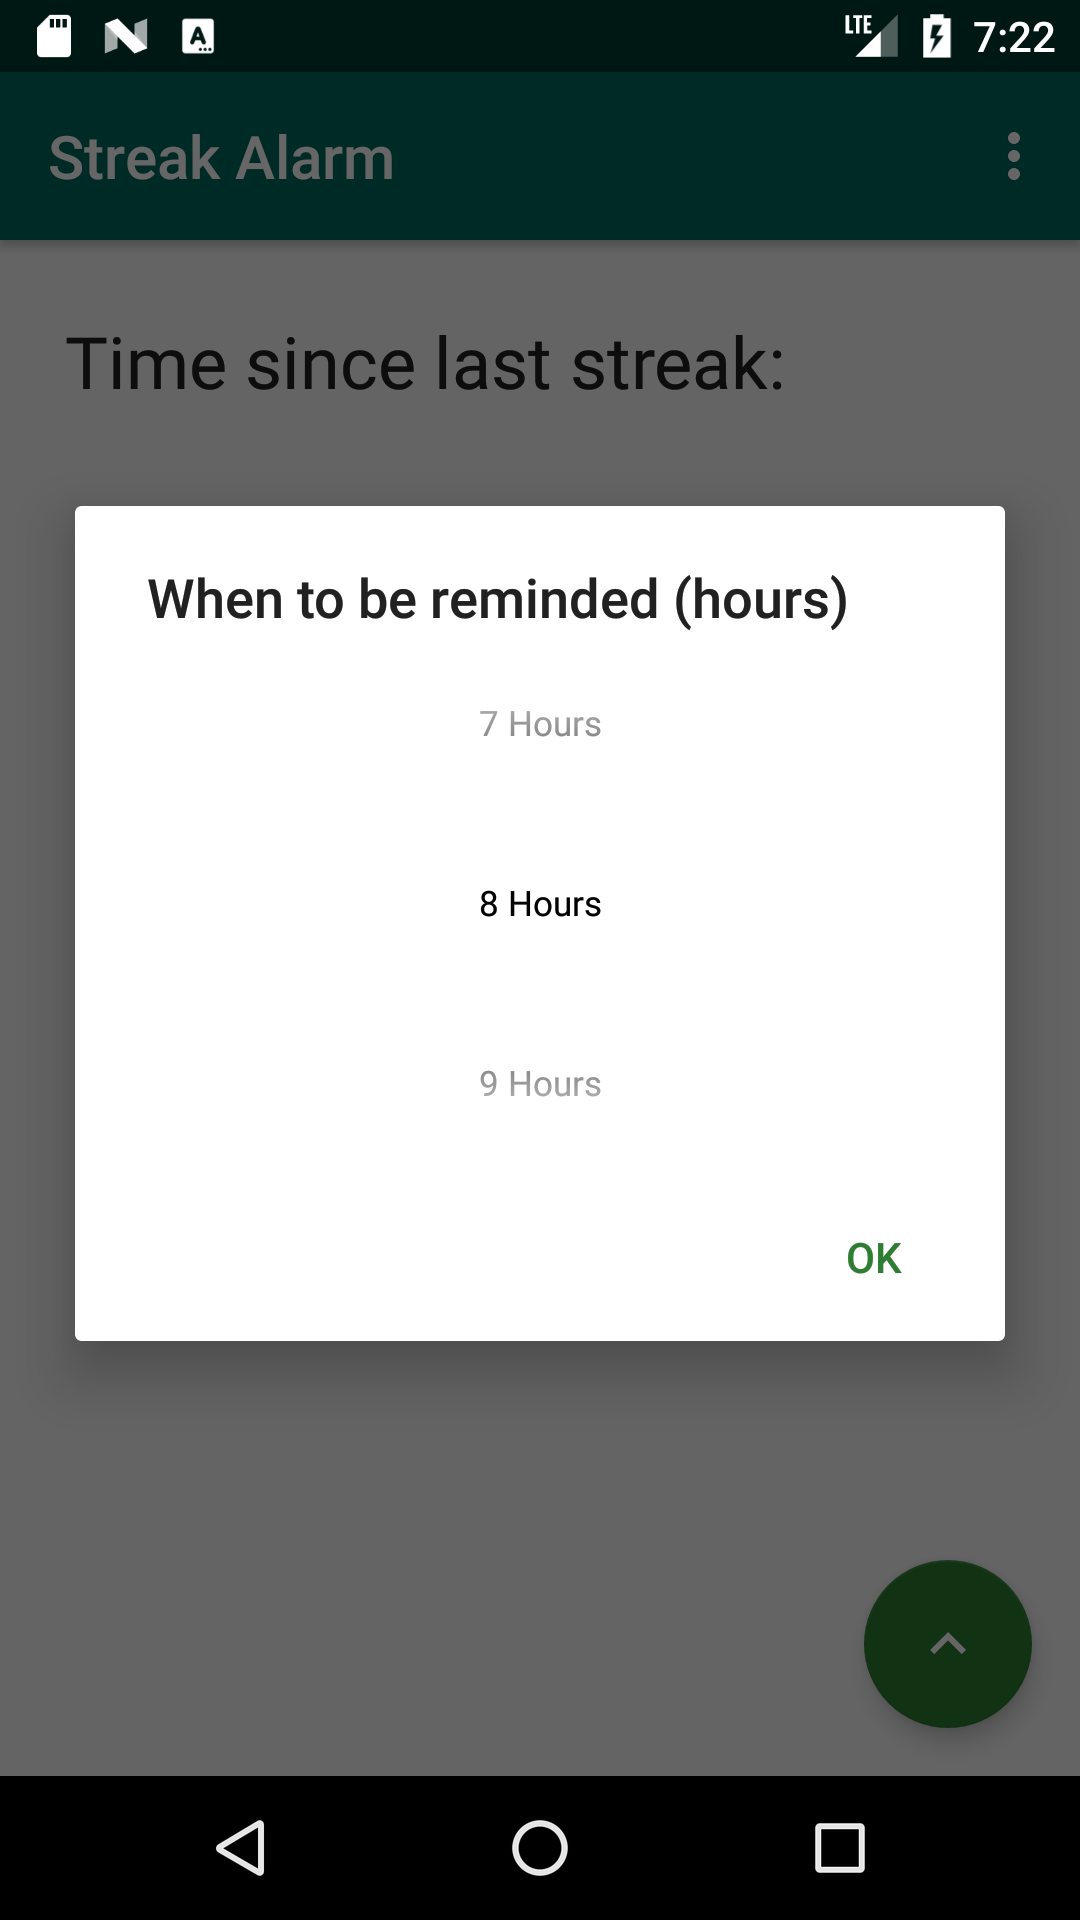 LTE 7:22
Streak Alarm
Time since last streak:
When to be reminded (hours)
7 Hours
8 Hours
9 Hours
OK